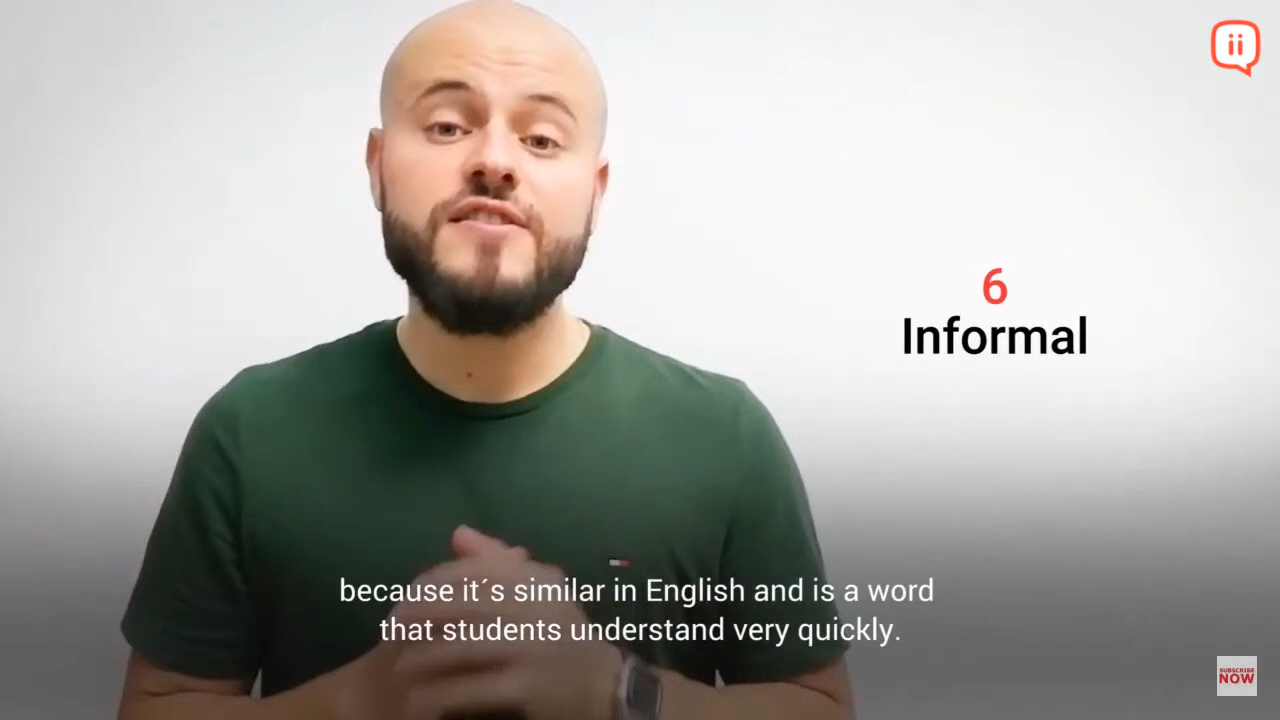 6
Informal
because it´s similar in English and is a word
that students understand very quickly.
SUBSCRIBE
NOW